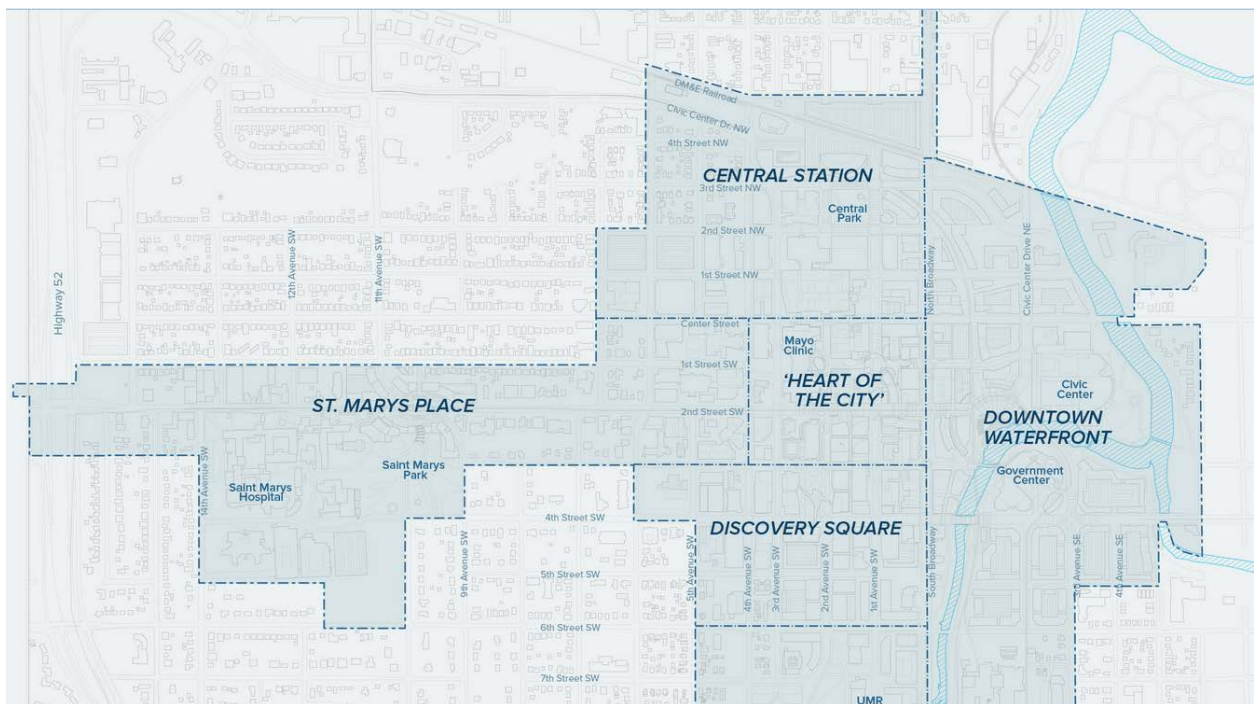 DM&E Railroad
Civic Center Dr. NW
4th Street NW
CENTRAL STATION
3rd Street NW
Central
Park
2nd Street NW
12th Avenue SW
11th Avenue SW
1st Street NW
North Broadway
Civic Center Drive NE
Highway 52
Center Street
Mayo
Clinic
1st Street SW
'HEART OF
THE CITY'
Civic
Center
ST. MARYS PLACE
2nd Street SW
DOWNTOWN
WATERFRONT
Saint Marys
Park
Government
Center
14th Avenue SW
Saint Marys
Hospital
4th Street SW
DISCOVERY SQUARE
9th Avenue SW
5th Street SW
5th Avenue SW
4th Avenue SW
3rd Avenue SW
2nd Avenue SW
1st Avenue SW
South Broadway
3th Avenue SE
4th Avenue SE
6th Street SW
7th Street SW
UMR